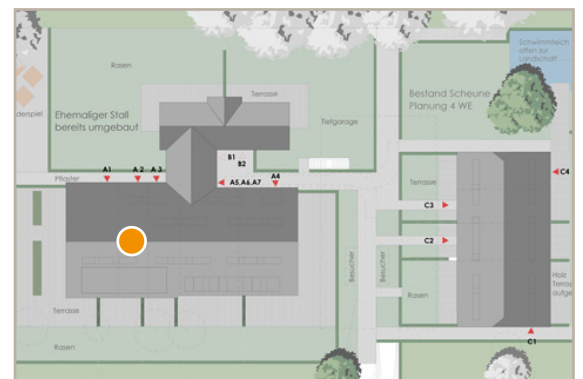 Schwimmteich
offen zur
Landschaft
Rasen
derspiel
Terrasse
Ehemaliger Stall
bereits umgebaut
Tiefgarage
Bestand Scheune
Planung 4 WE
B1
B2
A1
A 2
A 3
A4
Pflaster
A5,A6,A7
Terrasse
C4
C3
C2
Besucher
Besucher
Holz
Terras
aufge
Rasen
Terrasse
C1
Rasen